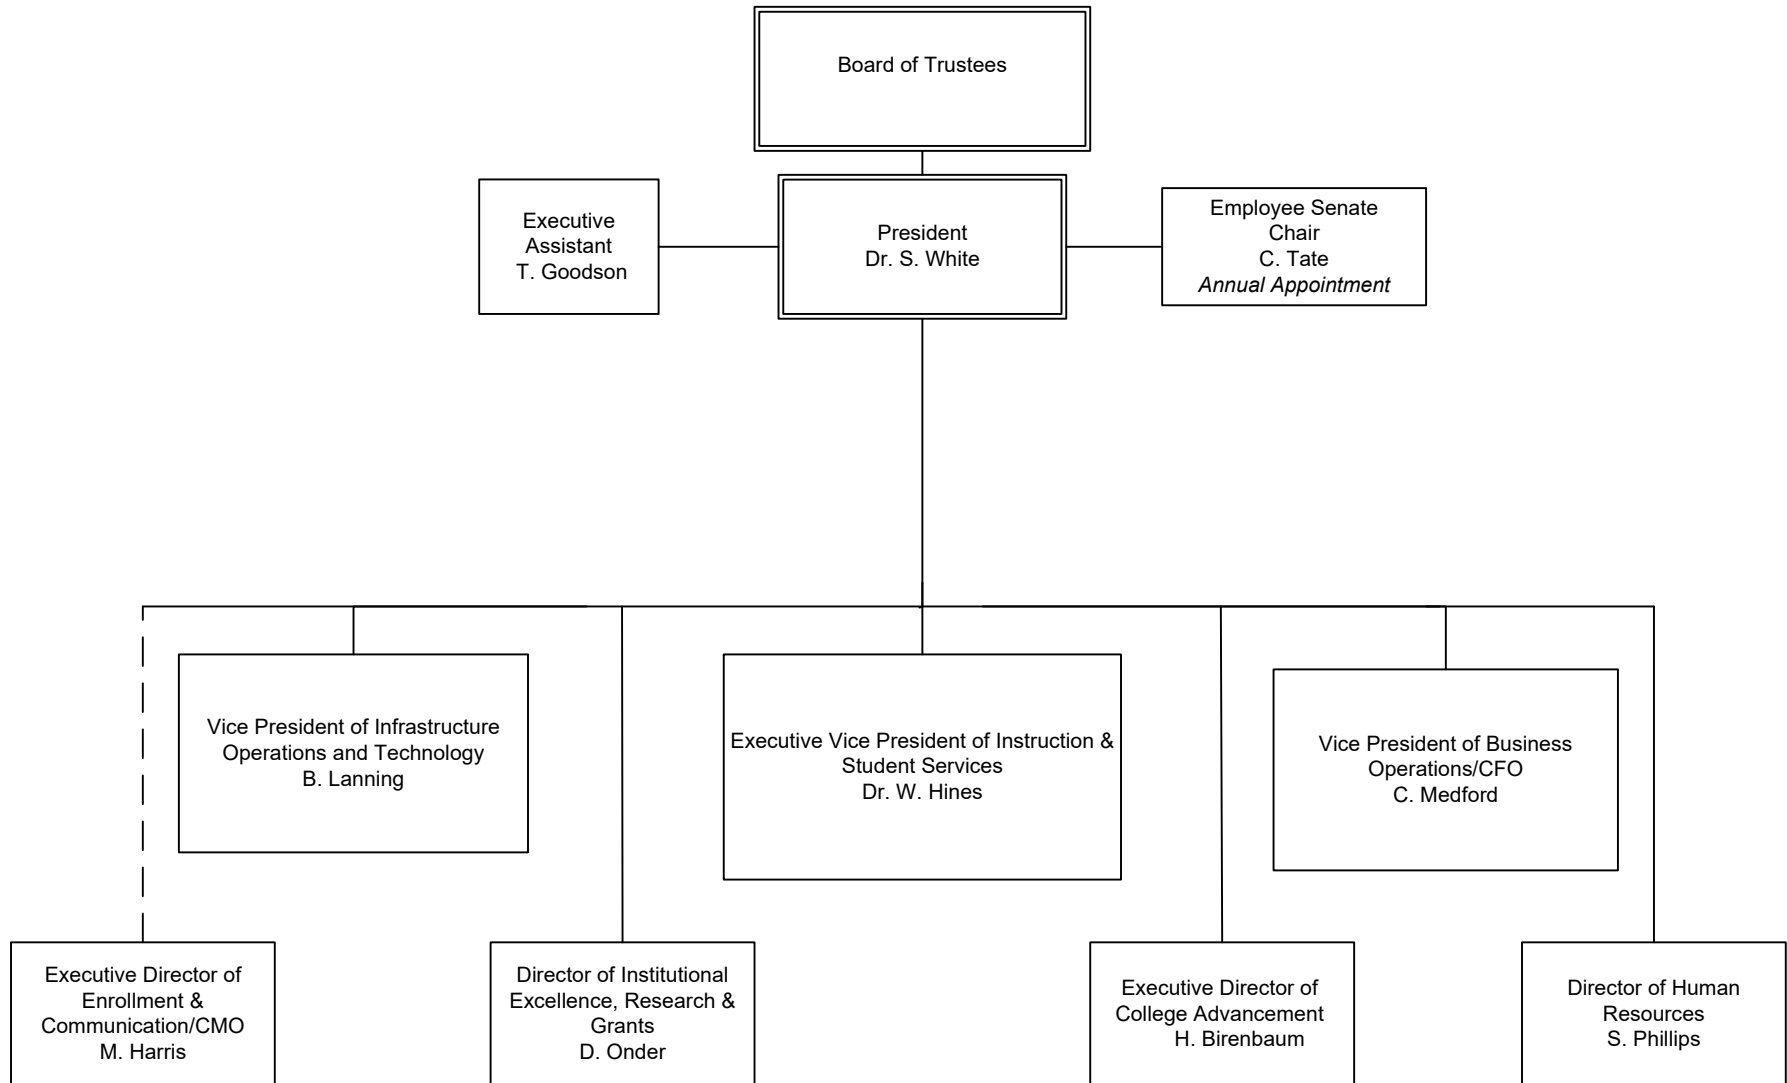 Board of Trustees
Executive
Assistant
T. Goodson
President
Dr. S. White
Employee Senate
Chair
C. Tate
Annual Appointment
Vice President of Infrastructure
Operations and Technology
B. Lanning
Executive Vice President of Instruction &
Student Services
Dr. W. Hines
Vice President of Business
Operations/CFO
C. Medford
Executive Director of
Enrollment &
Communication/CMO
M. Harris
Director of Institutional
Excellence, Research &
Grants
D. Onder
Executive Director of
College Advancement
H. Birenbaum
Director of Human
Resources
S. Phillips